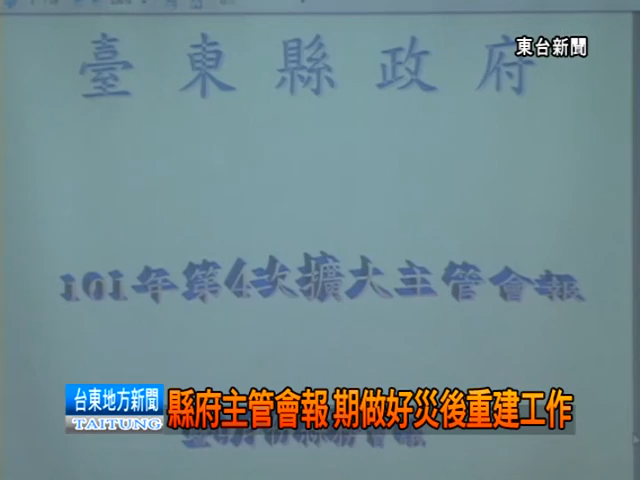 東台新聞
臺東縣政府
101年第4次擴大主管會報
台東地方新聞
TAITUNG
縣府主管會報 期做好災後重建工作